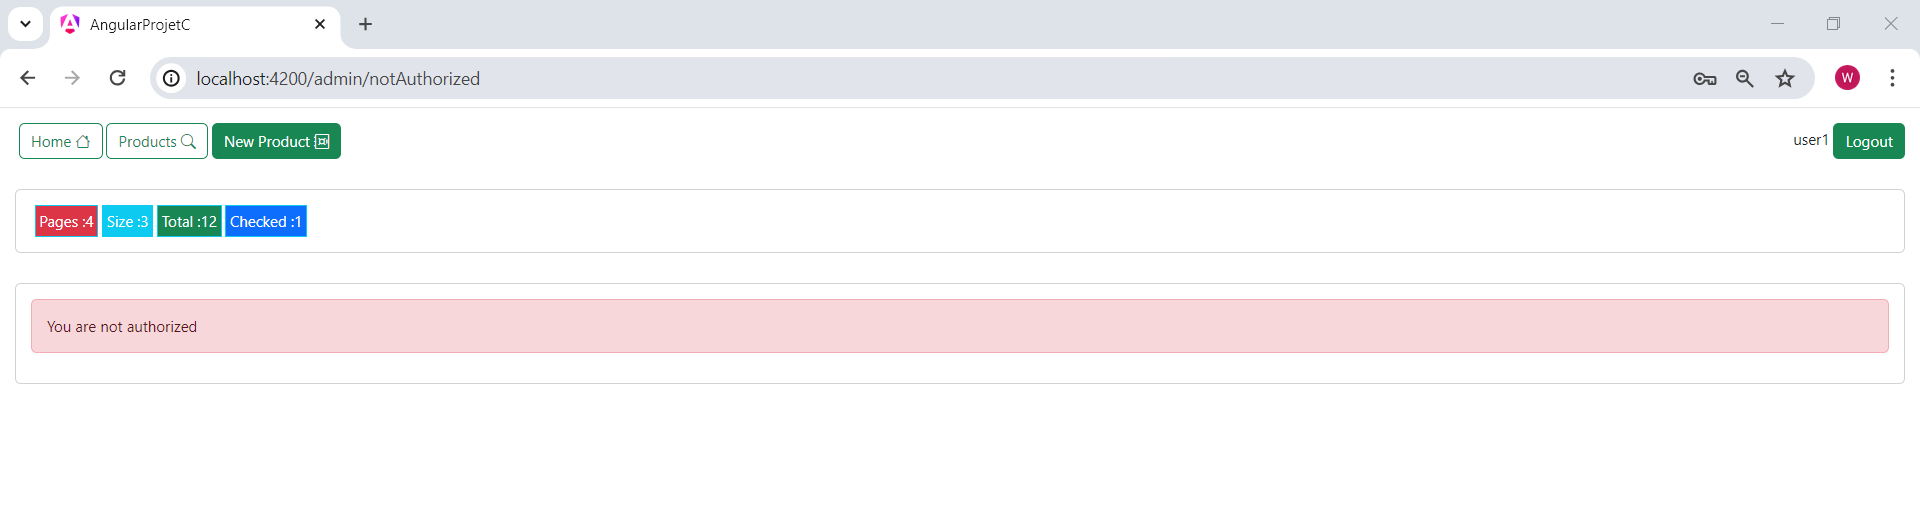 AngularProjetC
localhost:4200/admin/notAuthorized
W
Home Products New Product user1 Logout
Pages :4 Size :3 Total :12 Checked :1
You are not authorized